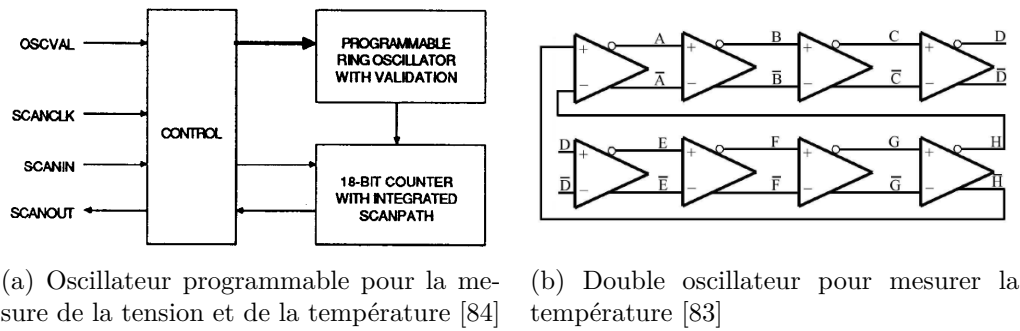 OSCVAL
SCANCLK
SCANIN
SCANOUT
CONTROL
PROGRAMMABLE
RING OSCILLATOR
WITH VALIDATION
18-BIT COUNTER
WITH INTEGRATED
SCANPATH
+ A + B + C + D
− A̅ − B̅ − C̅ − D̅
D + E + F + G + H
D̅ − E̅ − F̅ − G̅ − H̅
(a) Oscillateur programmable pour la me-
sure de la tension et de la température [84]
(b) Double oscillateur pour mesurer la
température [83]